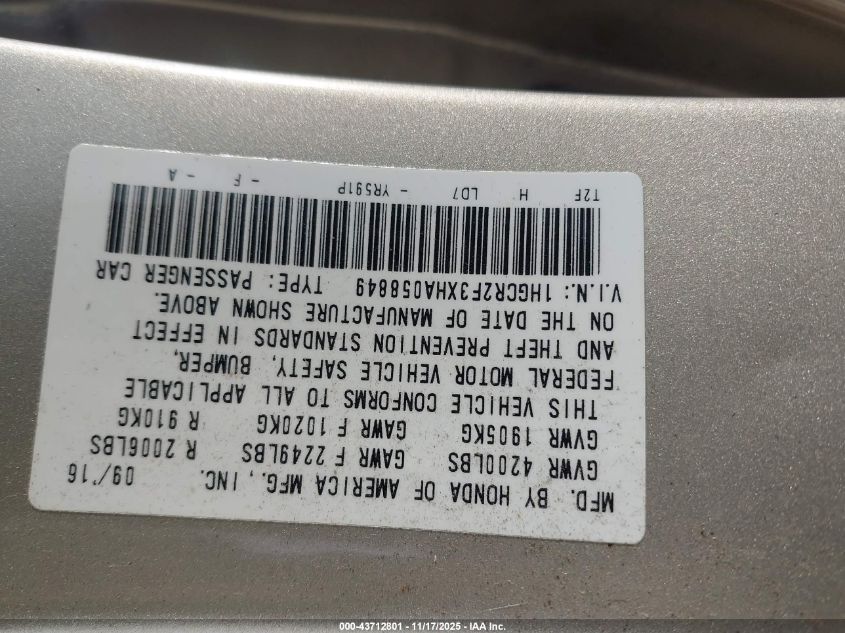 MFD. BY HONDA OF AMERICA MFG., INC. 09/'16
GVWR 4200LBS GAWR F 2249LBS R 2006LBS
GVWR 1905KG GAWR F 1020KG R 910KG
THIS VEHICLE CONFORMS TO ALL APPLICABLE
FEDERAL MOTOR VEHICLE SAFETY, BUMPER,
AND THEFT PREVENTION STANDARDS IN EFFECT
ON THE DATE OF MANUFACTURE SHOWN ABOVE.
V.I.N.: 1HGCR2F3XHA058849 TYPE: PASSENGER CAR
T2F H LD7 - YR591P - F - A
000-43712801 - 11/17/2025 - IAA Inc.